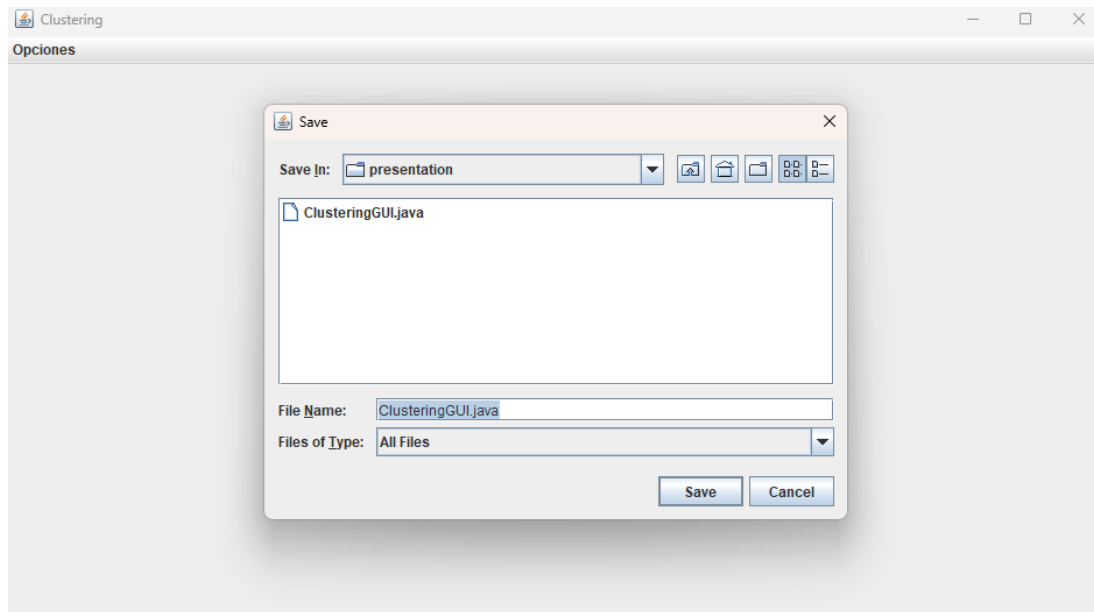 Clustering
Opciones
Save
Save In: presentation
ClusteringGUI.java
File Name: ClusteringGUI.java
Files of Type: All Files
Save Cancel